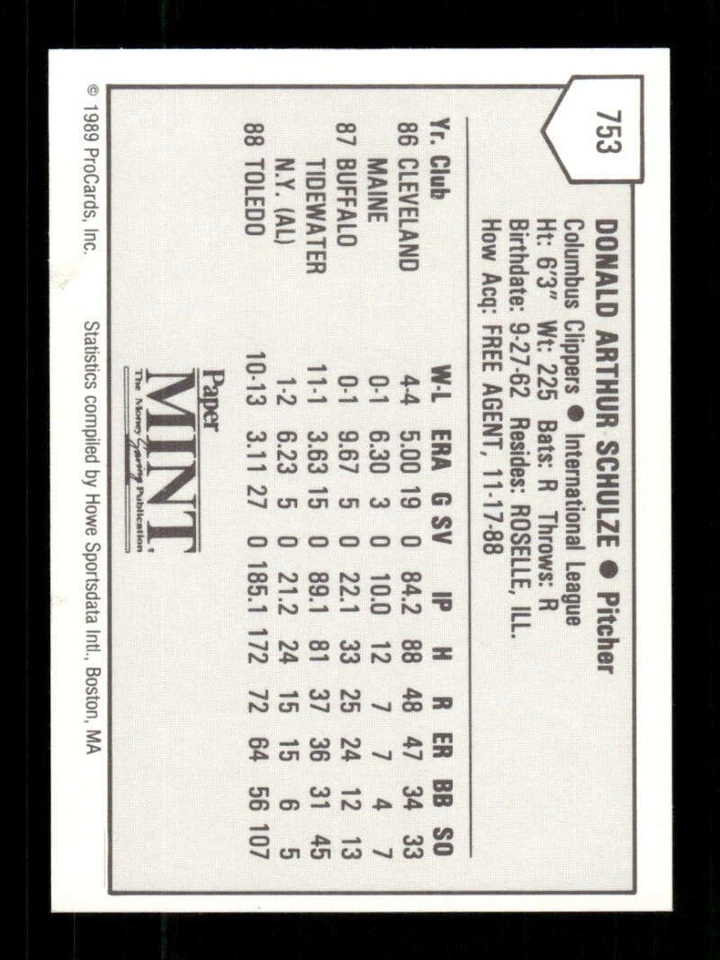 753
DONALD ARTHUR SCHULZE ● Pitcher
Columbus Clippers ● International League
Ht: 6'3" Wt: 225 Bats: R Throws: R
Birthdate: 9-27-62 Resides: ROSELLE, ILL.
How Acq: FREE AGENT, 11-17-88
Yr. Club W-L ERA G SV IP H R ER BB SO
86 CLEVELAND 4-4 5.00 19 0 84.2 88 48 47 34 33
MAINE 0-1 6.30 3 0 10.0 12 7 7 4 7
87 BUFFALO 0-1 9.67 5 0 22.1 33 25 24 12 13
TIDEWATER 11-1 3.63 15 0 89.1 81 37 36 31 45
N.Y. (AL) 1-2 6.23 5 0 21.2 24 15 15 6 5
88 TOLEDO 10-13 3.11 27 0 185.1 172 72 64 56 107
Paper
MINT
The Money Saving Publication
© 1989 ProCards, Inc. Statistics compiled by Howe Sportsdata Intl., Boston, MA